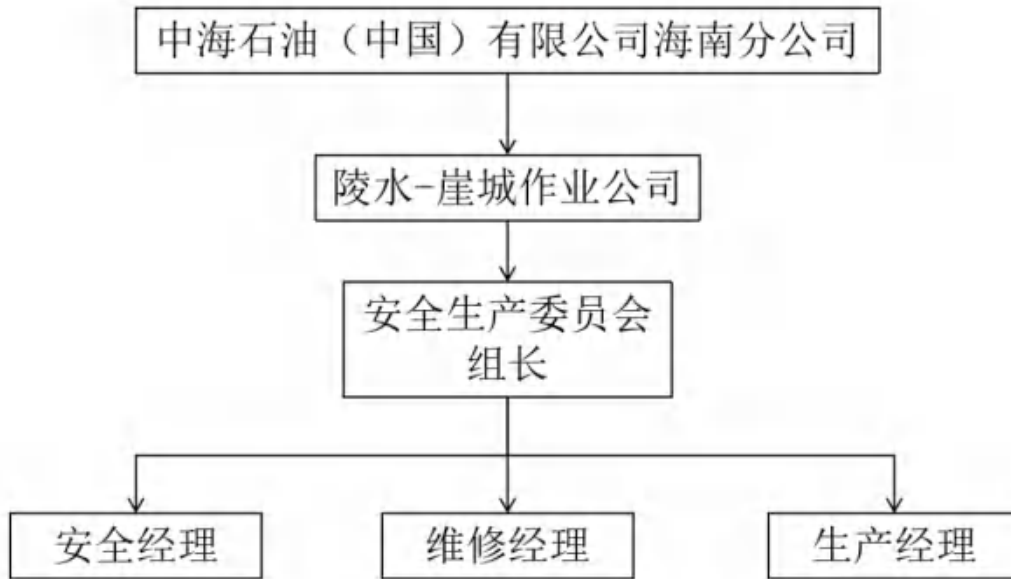 中海石油（中国）有限公司海南分公司
陵水-崖城作业公司
安全生产委员会
组长
安全经理
维修经理
生产经理